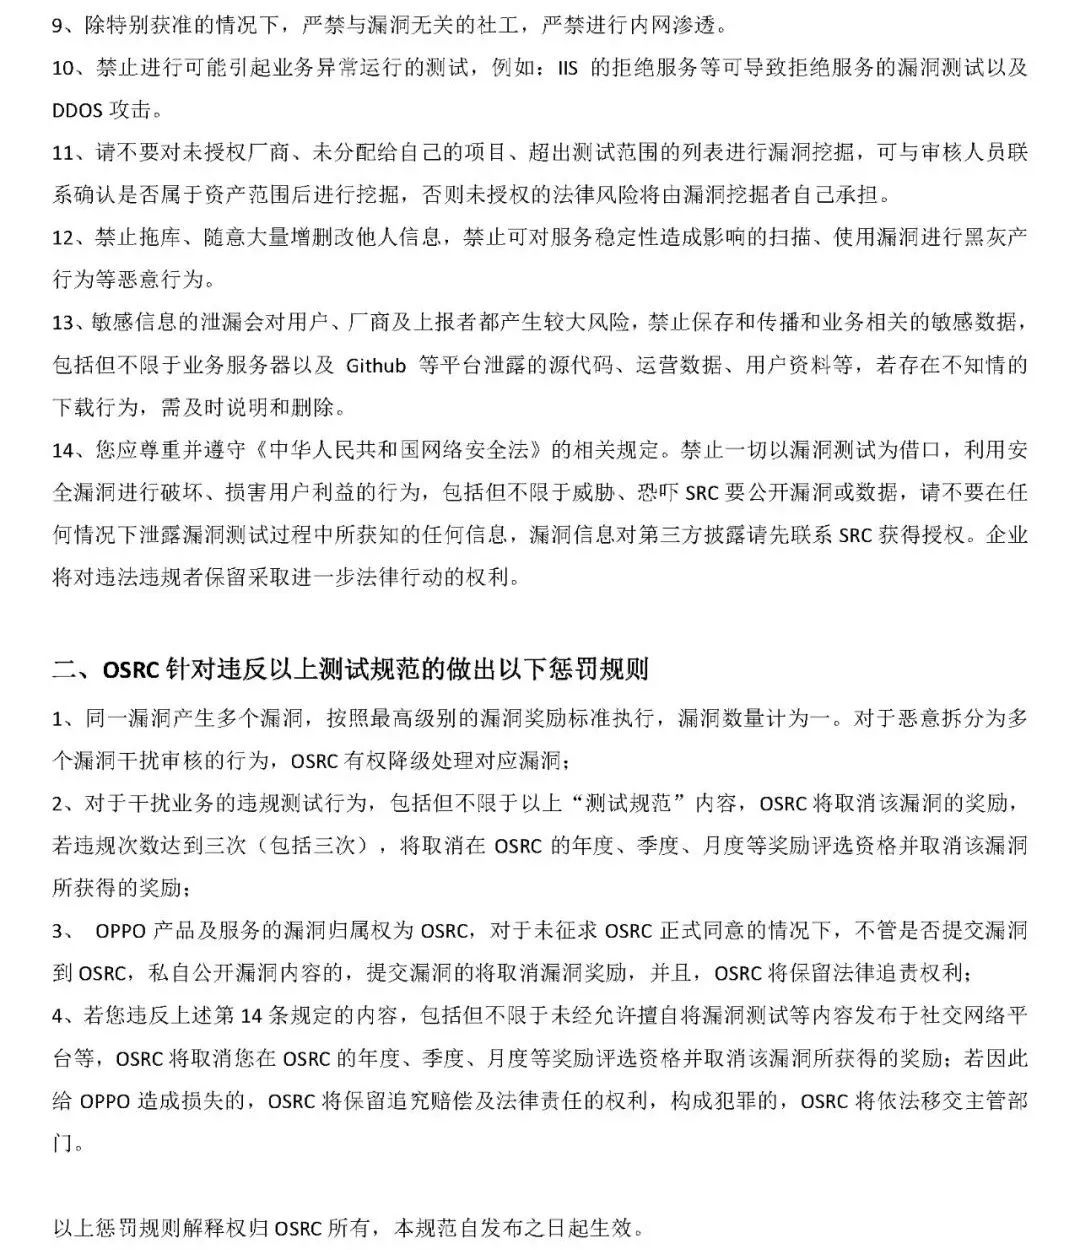 9、除特别获准的情况下，严禁与漏洞无关的社工，严禁进行内网渗透。
10、禁止进行可能引起业务异常运行的测试，例如：IIS 的拒绝服务等可导致拒绝服务的漏洞测试以及
DDOS 攻击。
11、请不要对未授权厂商、未分配给自己的项目、超出测试范围的列表进行漏洞挖掘，可与审核人员联
系确认是否属于资产范围后进行挖掘，否则未授权的法律风险将由漏洞挖掘者自己承担。
12、禁止拖库、随意大量增删改他人信息，禁止可对服务稳定性造成影响的扫描、使用漏洞进行黑灰产
行为等恶意行为。
13、敏感信息的泄漏会对用户、厂商及上报者都产生较大风险，禁止保存和传播和业务相关的敏感数据，
包括但不限于业务服务器以及 Github 等平台泄露的源代码、运营数据、用户资料等，若存在不知情的
下载行为，需及时说明和删除。
14、您应尊重并遵守《中华人民共和国网络安全法》的相关规定。禁止一切以漏洞测试为借口，利用安
全漏洞进行破坏、损害用户利益的行为，包括但不限于威胁、恐吓 SRC 要公开漏洞或数据，请不要在任
何情况下泄露漏洞测试过程中所获知的任何信息，漏洞信息对第三方披露请先联系 SRC 获得授权。企业
将对违法违规者保留采取进一步法律行动的权利。
二、OSRC 针对违反以上测试规范的做出以下惩罚规则
1、同一漏洞产生多个漏洞，按照最高级别的漏洞奖励标准执行，漏洞数量计为一。对于恶意拆分为多
个漏洞干扰审核的行为，OSRC 有权降级处理对应漏洞；
2、对于干扰业务的违规测试行为，包括但不限于以上“测试规范”内容，OSRC 将取消该漏洞的奖励，
若违规次数达到三次（包括三次），将取消在 OSRC 的年度、季度、月度等奖励评选资格并取消该漏洞
所获得的奖励；
3、 OPPO 产品及服务的漏洞归属权为 OSRC，对于未征求 OSRC 正式同意的情况下，不管是否提交漏洞
到 OSRC，私自公开漏洞内容的，提交漏洞的将取消漏洞奖励，并且，OSRC 将保留法律追责权利；
4、若您违反上述第 14 条规定的内容，包括但不限于未经允许擅自将漏洞测试等内容发布于社交网络平
台等，OSRC 将取消您在 OSRC 的年度、季度、月度等奖励评选资格并取消该漏洞所获得的奖励；若因此
给 OPPO 造成损失的，OSRC 将保留追究赔偿及法律责任的权利，构成犯罪的，OSRC 将依法移交主管部
门。
以上惩罚规则解释权归 OSRC 所有，本规范自发布之日起生效。